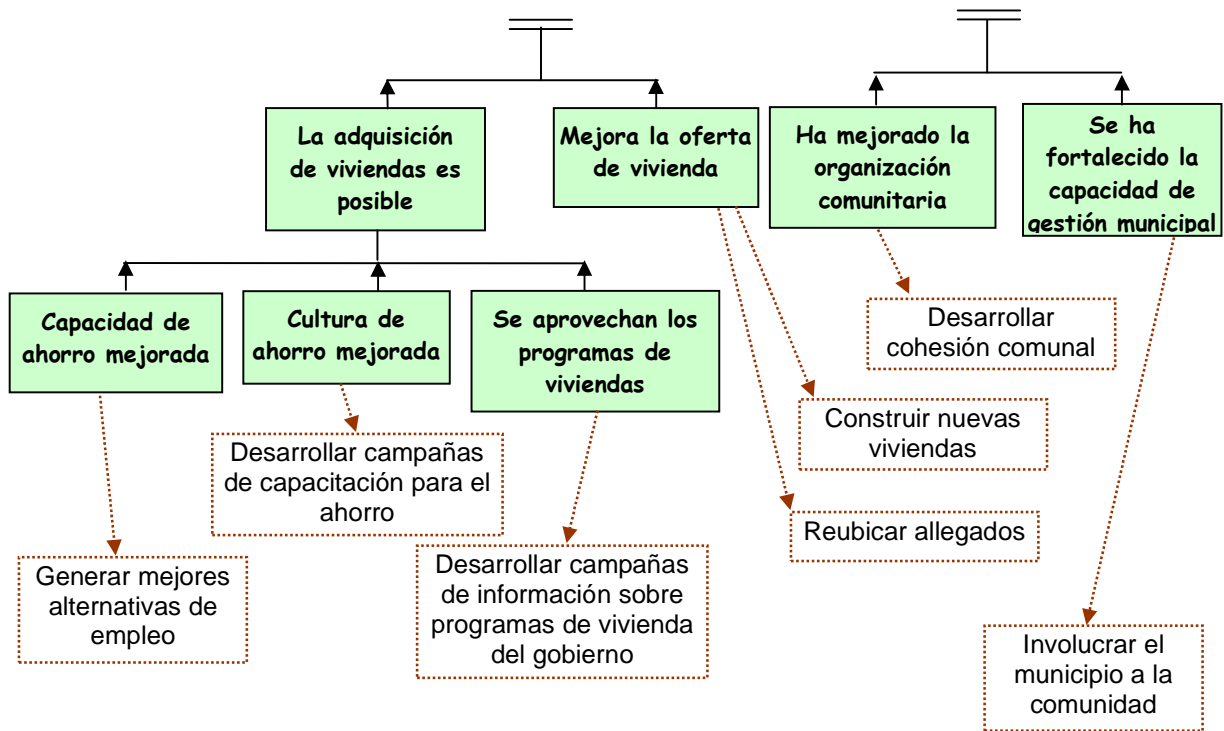 La adquisición
de viviendas es
posible
Mejora la oferta
de vivienda
Ha mejorado la
organización
comunitaria
Se ha
fortalecido la
capacidad de
gestión municipal
Capacidad de
ahorro mejorada
Cultura de
ahorro mejorada
Se aprovechan los
programas de
viviendas
Desarrollar
cohesión comunal
Construir nuevas
viviendas
Desarrollar campañas
de capacitación para el
ahorro
Reubicar allegados
Generar mejores
alternativas de
empleo
Desarrollar campañas
de información sobre
programas de vivienda
del gobierno
Involucrar el
municipio a la
comunidad